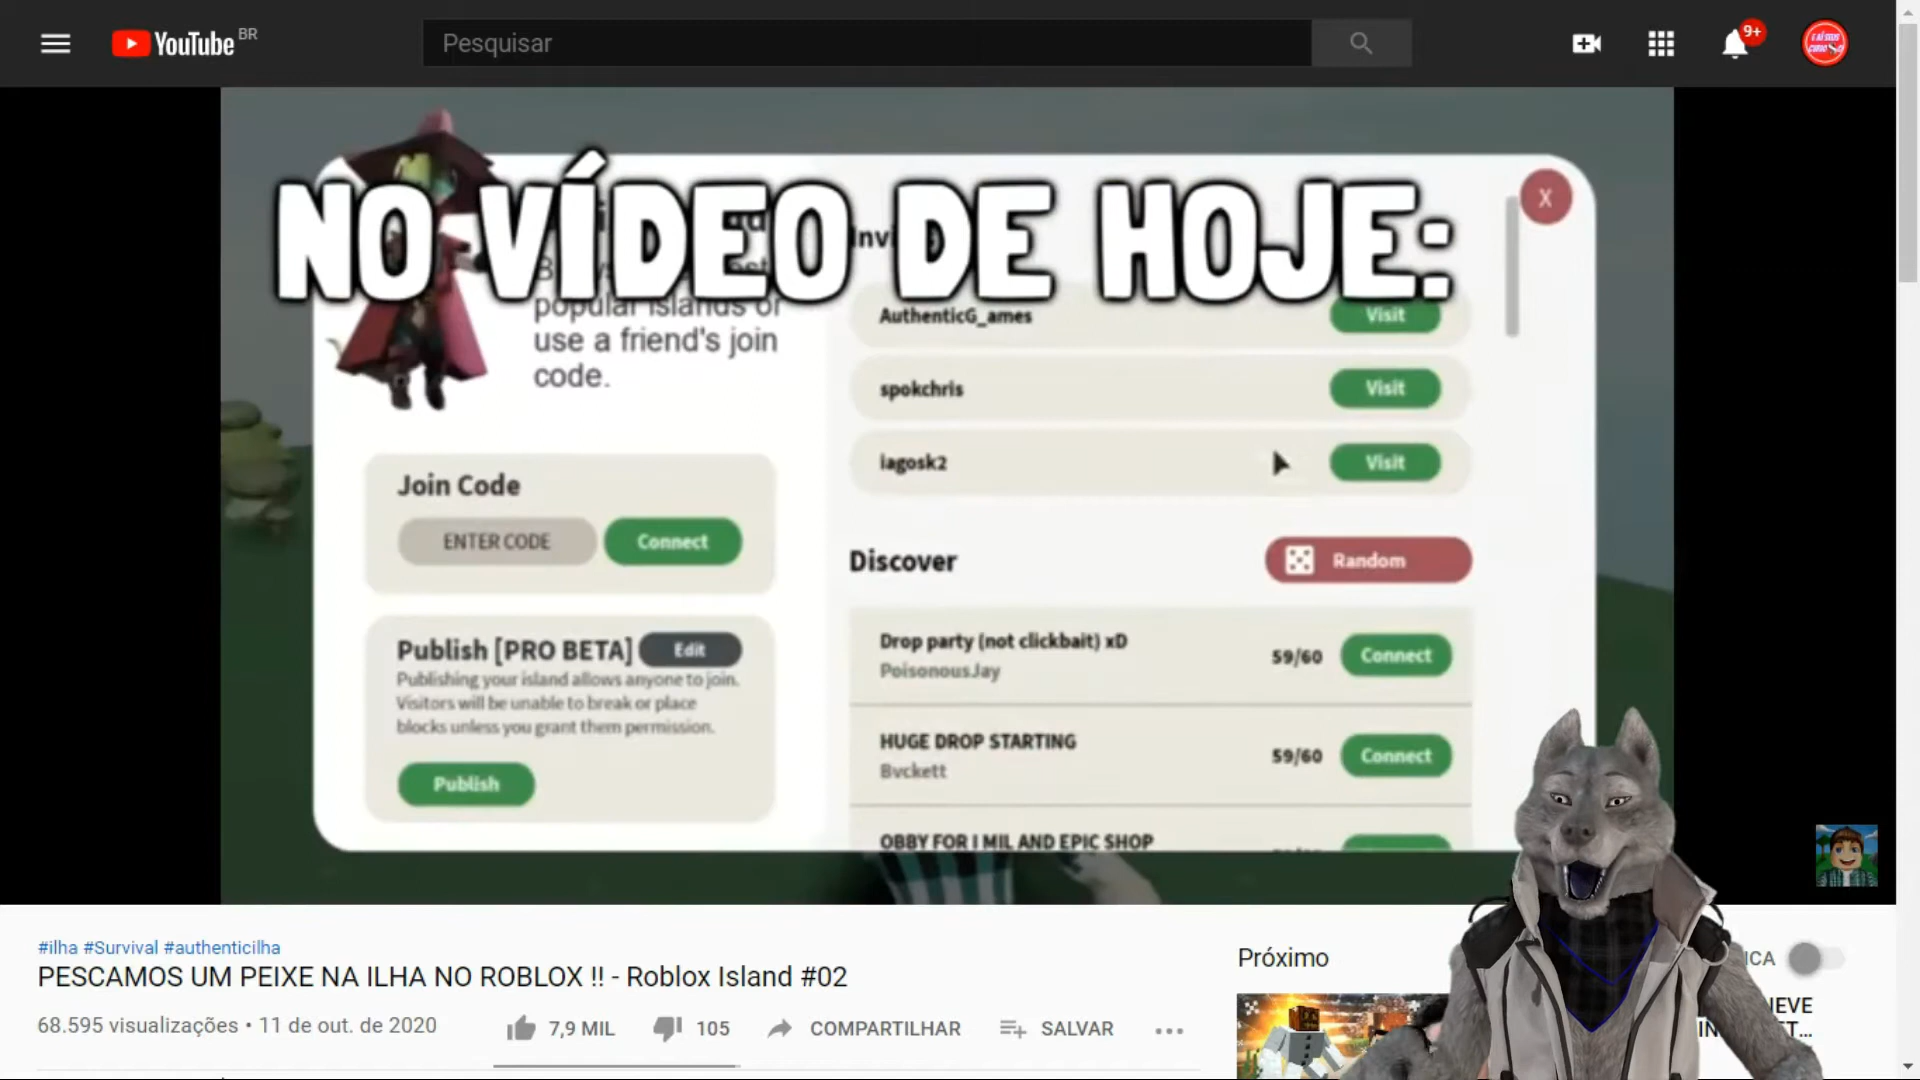 YouTube BR
Pesquisar
9+
NO VÍDEO DE HOJE:
popular islands or
use a friend's join
code.
AuthenticG_ames
Visit
spokchris
Visit
iagosk2
Visit
X
Join Code
ENTER CODE
Connect
Discover
Random
Publish [PRO BETA]
Edit
Publishing your island allows anyone to join.
Visitors will be unable to break or place
blocks unless you grant them permission.
Publish
Drop party (not clickbait) xD
PoisonousJay
59/60
Connect
HUGE DROP STARTING
Bvckett
59/60
Connect
OBBY FOR 1 MIL AND EPIC SHOP
#ilha #Survival #authenticilha
PESCAMOS UM PEIXE NA ILHA NO ROBLOX !! - Roblox Island #02
68.595 visualizações • 11 de out. de 2020
7,9 MIL
105
COMPARTILHAR
SALVAR
Próximo